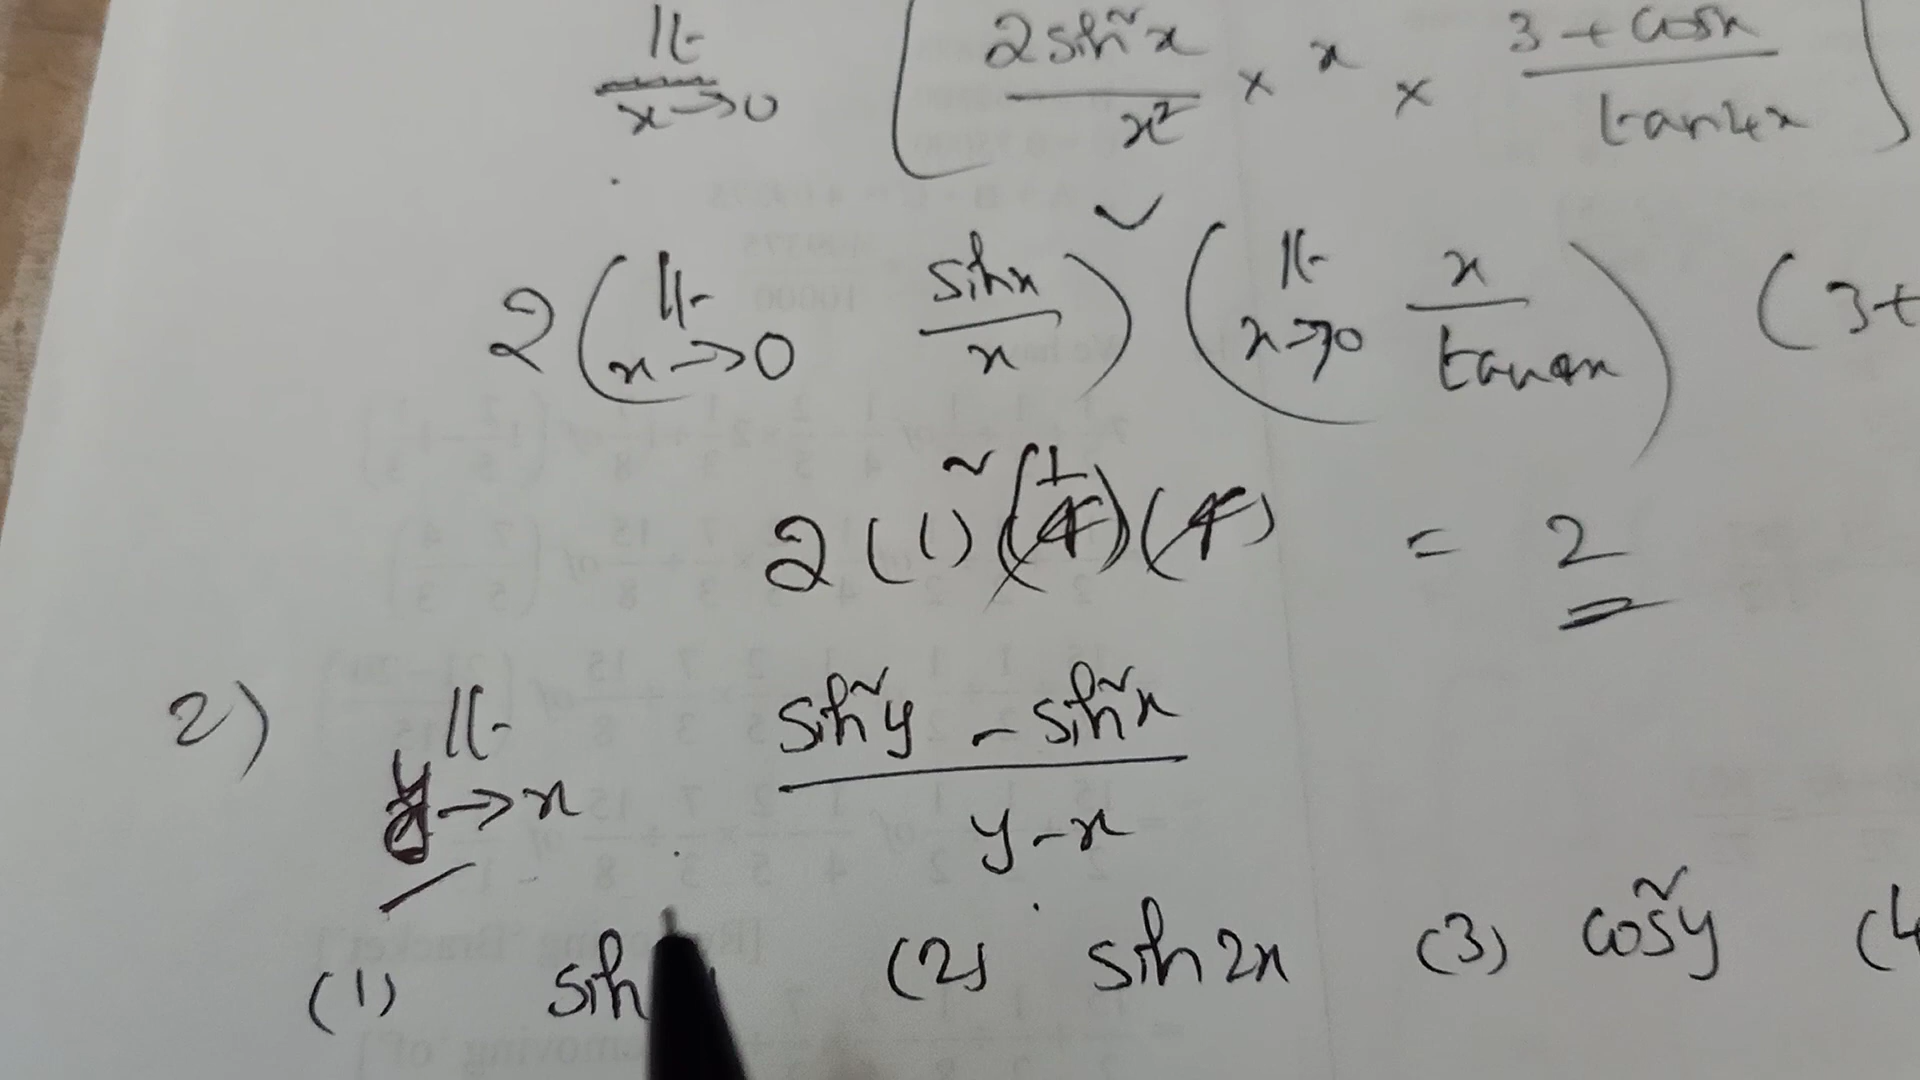 lt x→0 ( 2sin²x / x² × x × 3+cosx / tan4x )
2 ( lt x→0 sinx / x )² ( lt x→0 x / tan4x ) (3+
2 (1)² (1/4) (4) = 2
2) lt y→x sin²y - sin²x / y-x
(1) sin (2) sin2x (3) cos²y (4